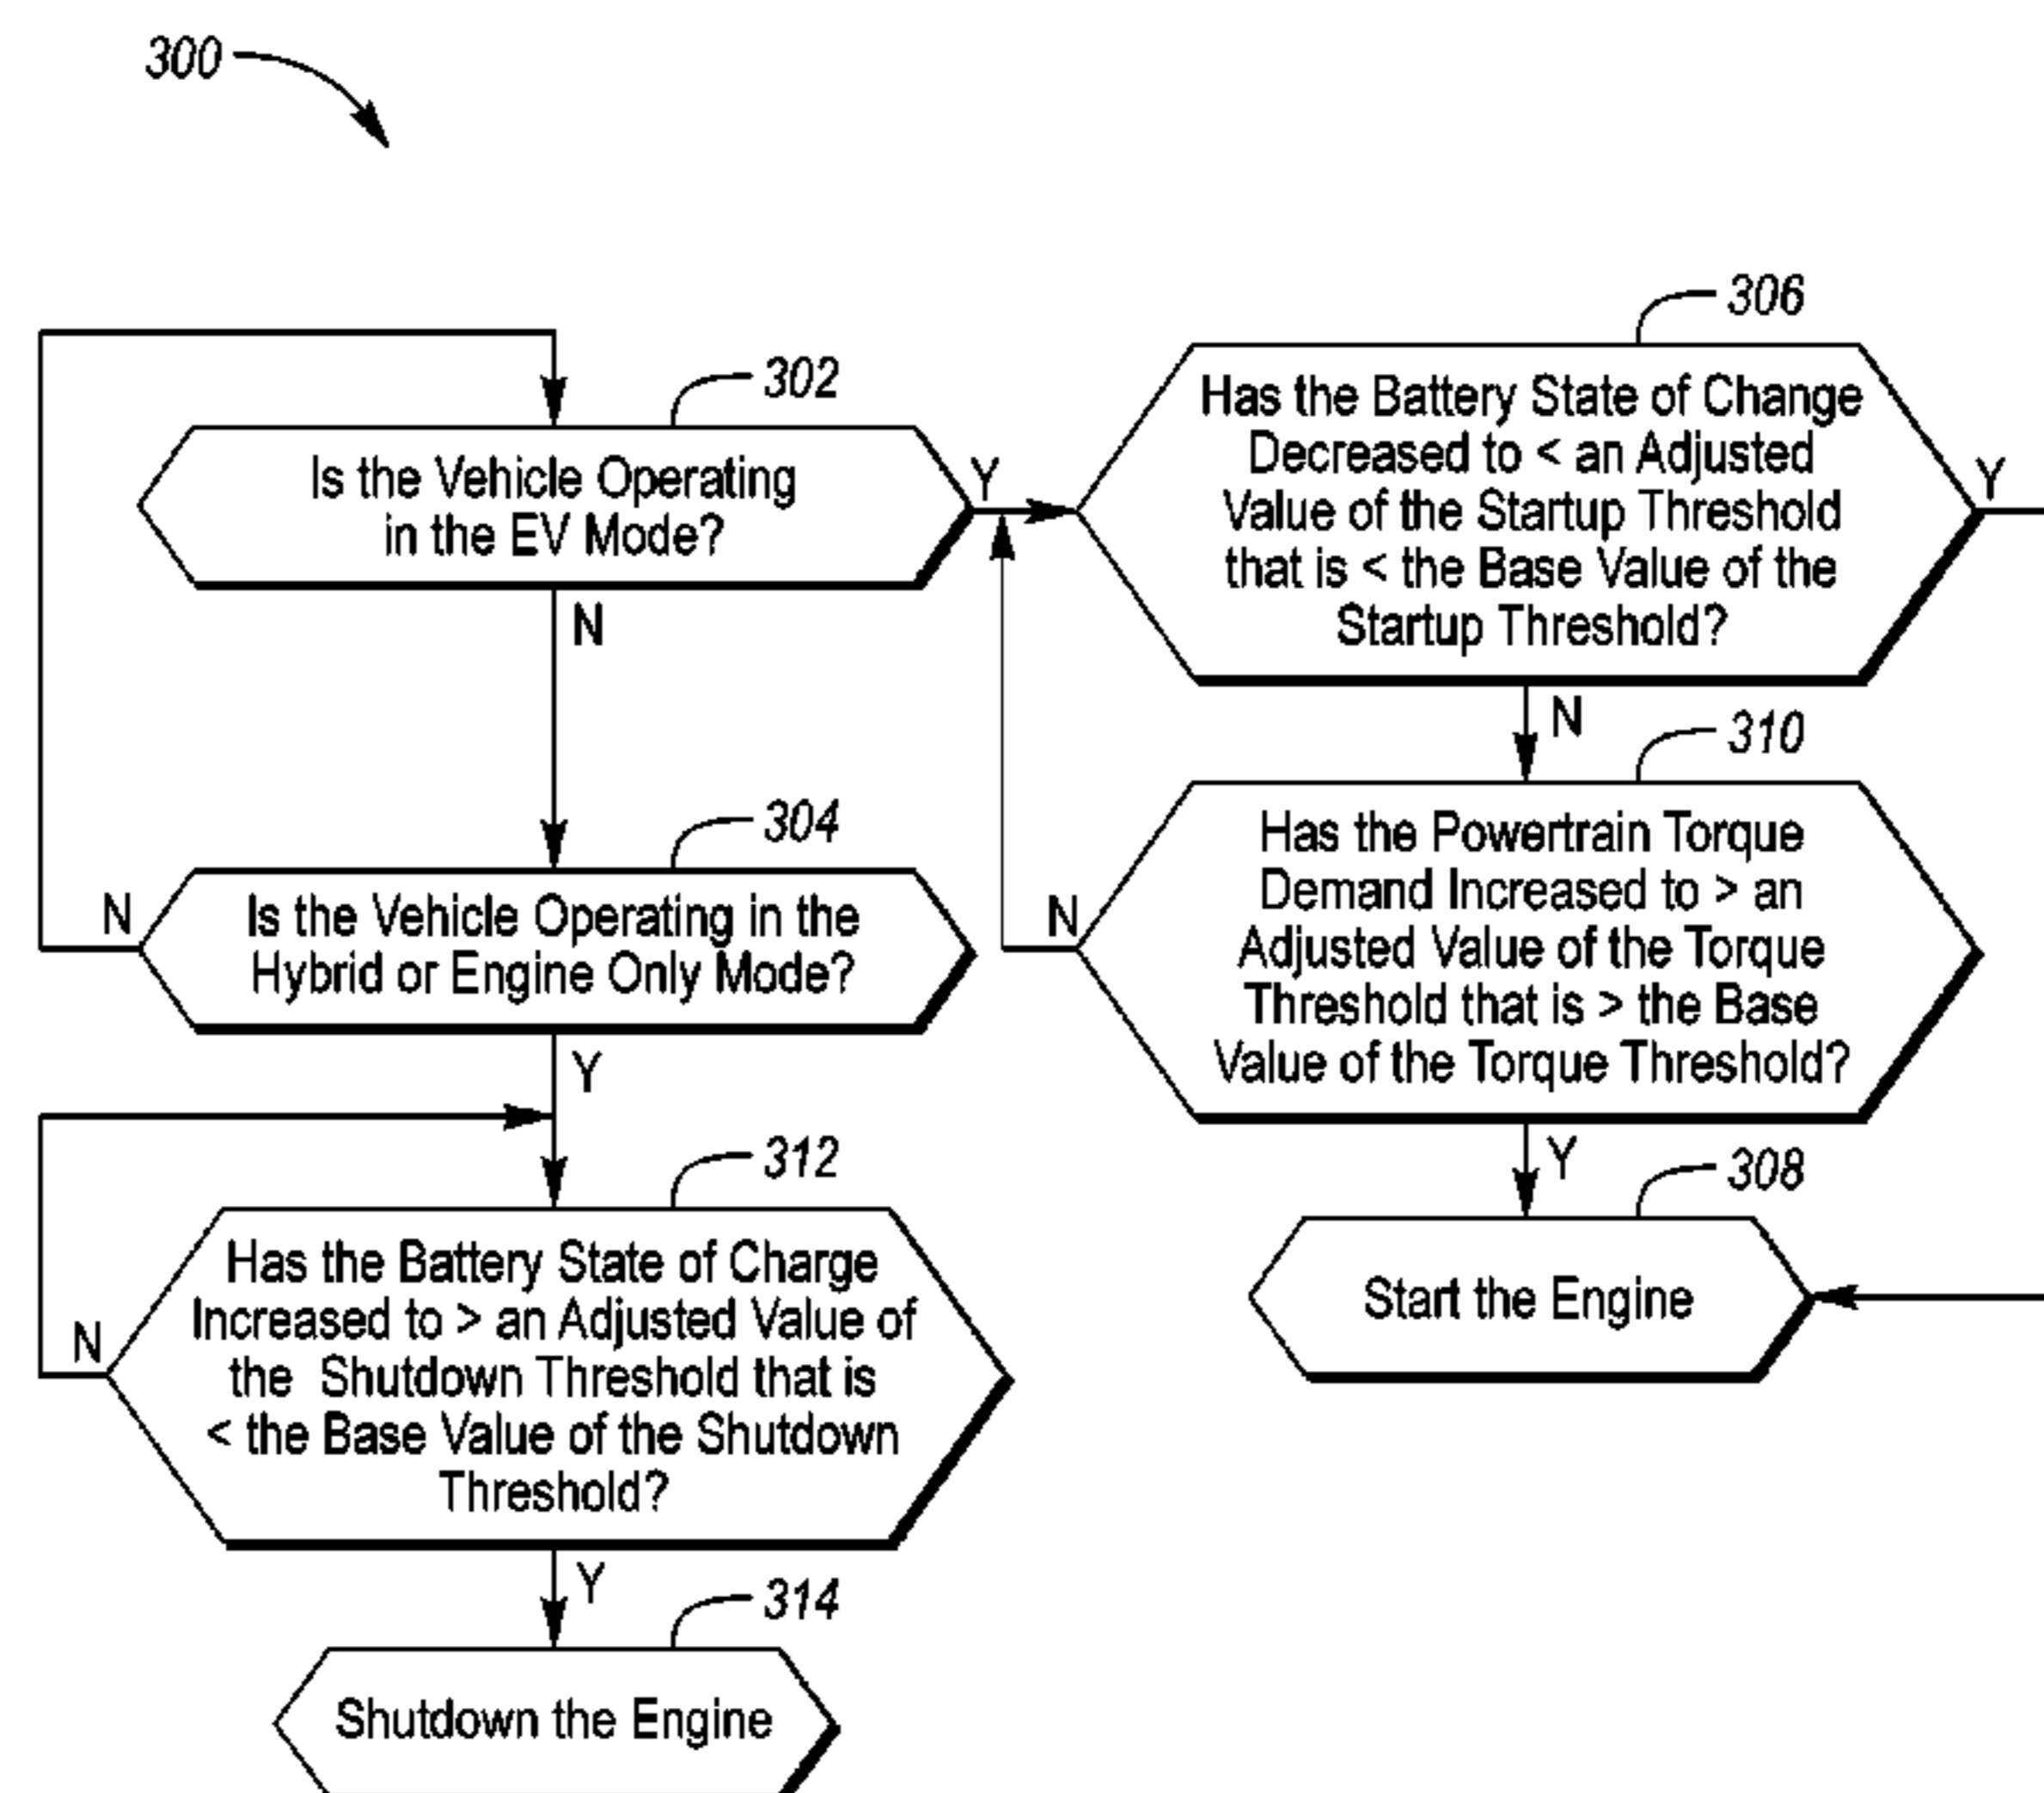 300
302
Is the Vehicle Operating
in the EV Mode?
Y
N
304
Is the Vehicle Operating in the
Hybrid or Engine Only Mode?
N
Y
312
Has the Battery State of Charge
Increased to > an Adjusted Value of
the Shutdown Threshold that is
< the Base Value of the Shutdown
Threshold?
N
Y
314
Shutdown the Engine
306
Has the Battery State of Change
Decreased to < an Adjusted
Value of the Startup Threshold
that is < the Base Value of the
Startup Threshold?
Y
N
310
Has the Powertrain Torque
Demand Increased to > an
Adjusted Value of the Torque
Threshold that is > the Base
Value of the Torque Threshold?
N
Y
308
Start the Engine